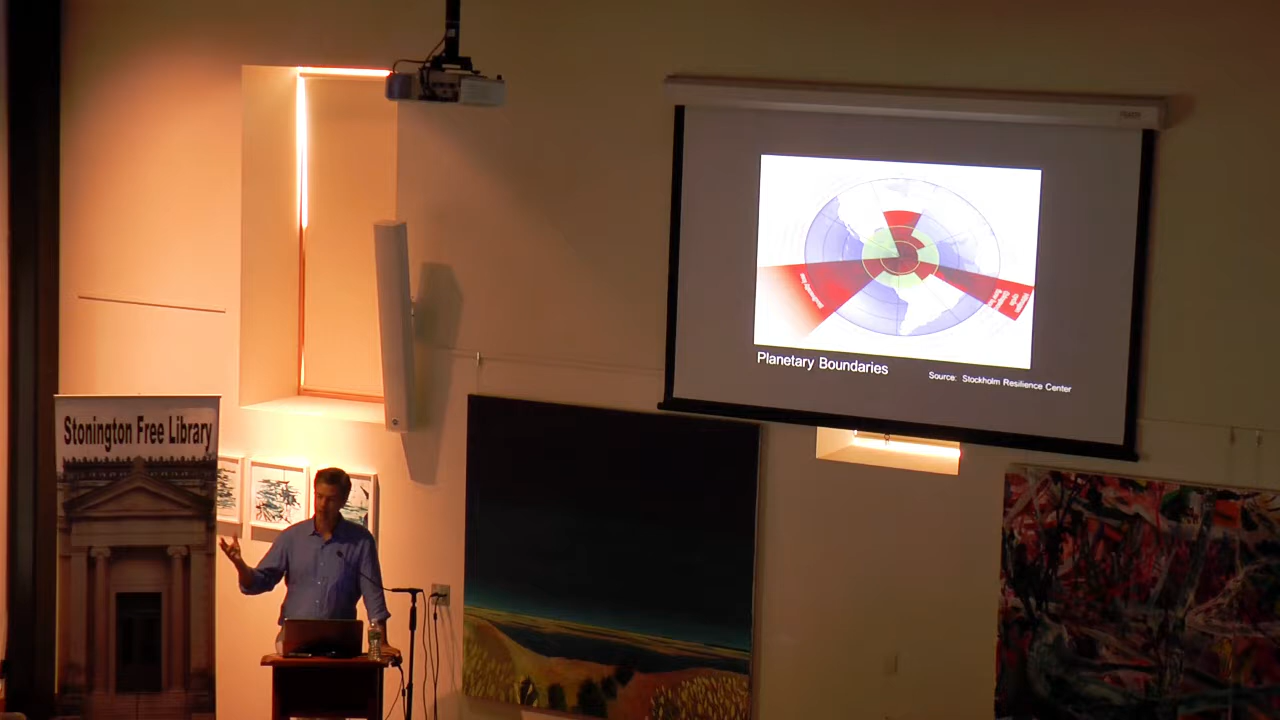 Stonington Free Library
Planetary Boundaries
Source: Stockholm Resilience Center